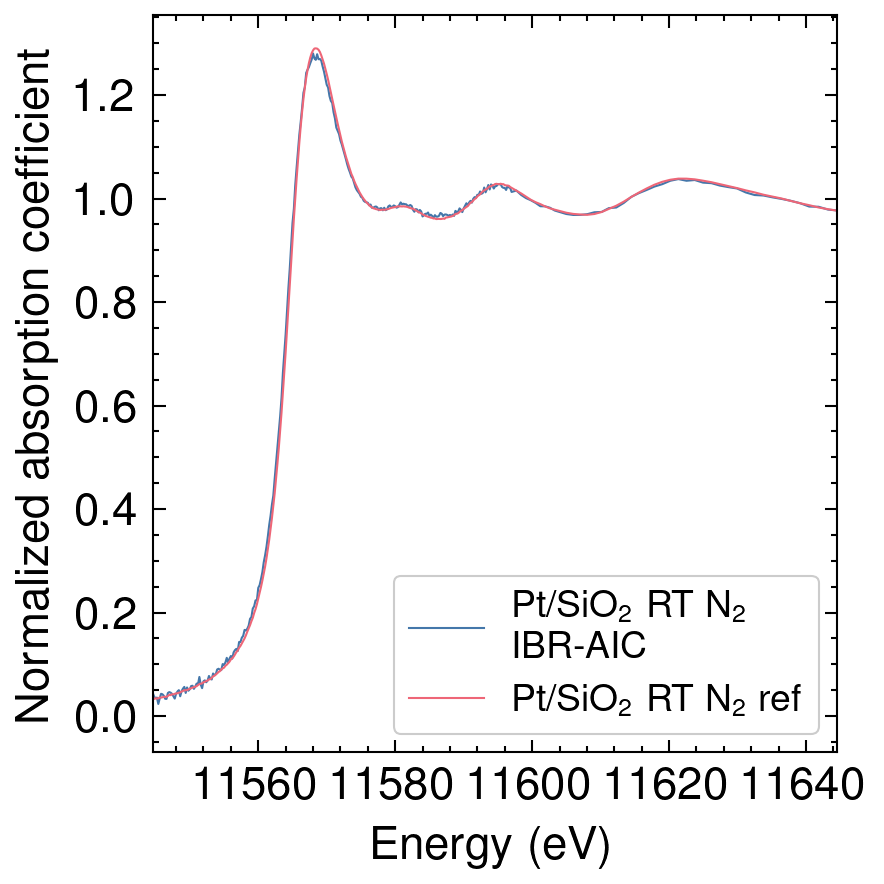 Normalized absorption coefficient
1.2
1.0
0.8
0.6
0.4
0.2
0.0
Pt/SiO₂ RT N₂
IBR-AIC
Pt/SiO₂ RT N₂ ref
11560 11580 11600 11620 11640
Energy (eV)